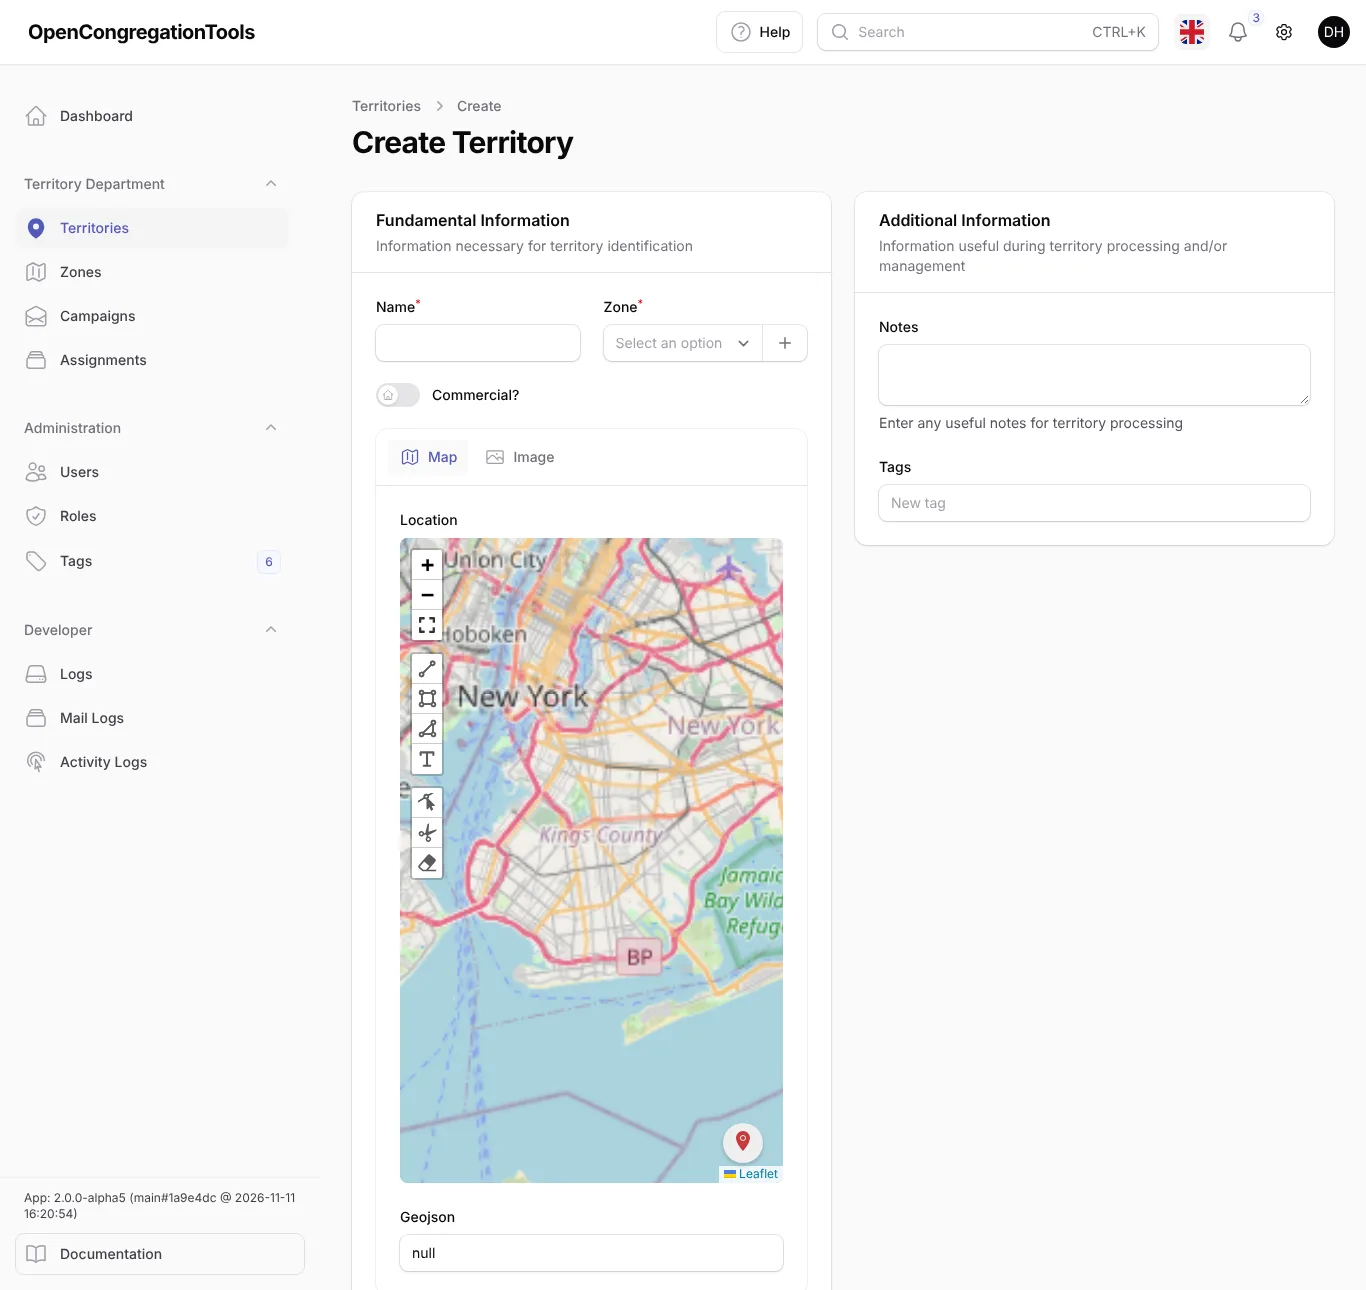 OpenCongregationTools
Help
Search
CTRL+K
3
DH
Dashboard
Territory Department
Territories
Zones
Campaigns
Assignments
Administration
Users
Roles
Tags
6
Developer
Logs
Mail Logs
Activity Logs
App: 2.0.0-alpha5 (main#1a9e4dc @ 2026-11-11
16:20:54)
Documentation
Territories
Create
Create Territory
Fundamental Information
Information necessary for territory identification
Name*
Zone*
Select an option
Commercial?
Map
Image
Location
Union City
Hoboken
New York
New York
Kings County
Jamaic
Bay Wild
Refug
BP
Leaflet
Geojson
null
Additional Information
Information useful during territory processing and/or
management
Notes
Enter any useful notes for territory processing
Tags
New tag